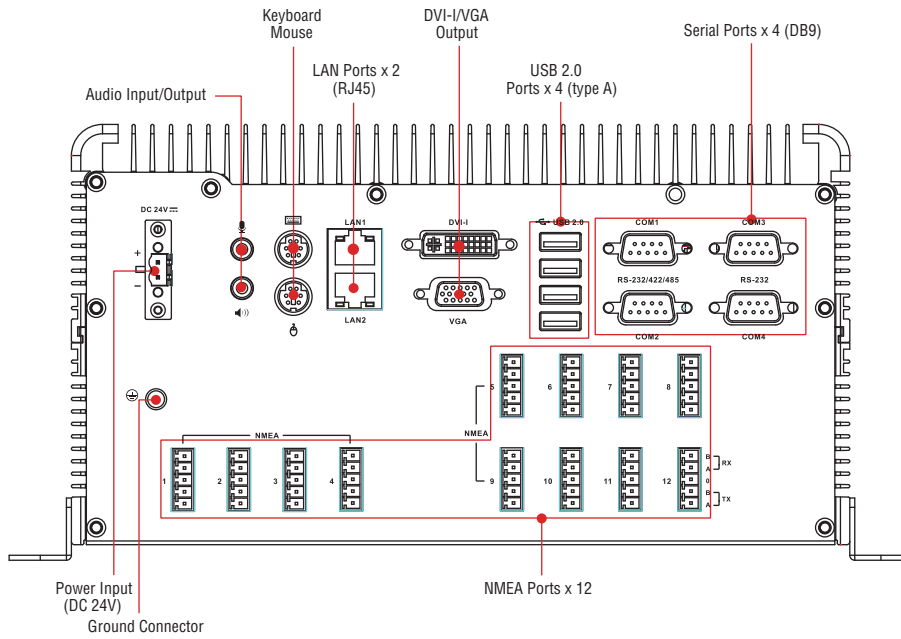 Keyboard
Mouse
DVI-I/VGA
Output
Serial Ports x 4 (DB9)
LAN Ports x 2
(RJ45)
USB 2.0
Ports x 4 (type A)
Audio Input/Output
DC 24V
+
−
LAN1
LAN2
DVI-I
VGA
USB 2.0
COM1
COM3
RS-232/422/485
RS-232
COM2
COM4
5
6
7
8
NMEA
NMEA
1
2
3
4
9
10
11
12
B
A
RX
0
B
A
TX
Power Input
(DC 24V)
Ground Connector
NMEA Ports x 12